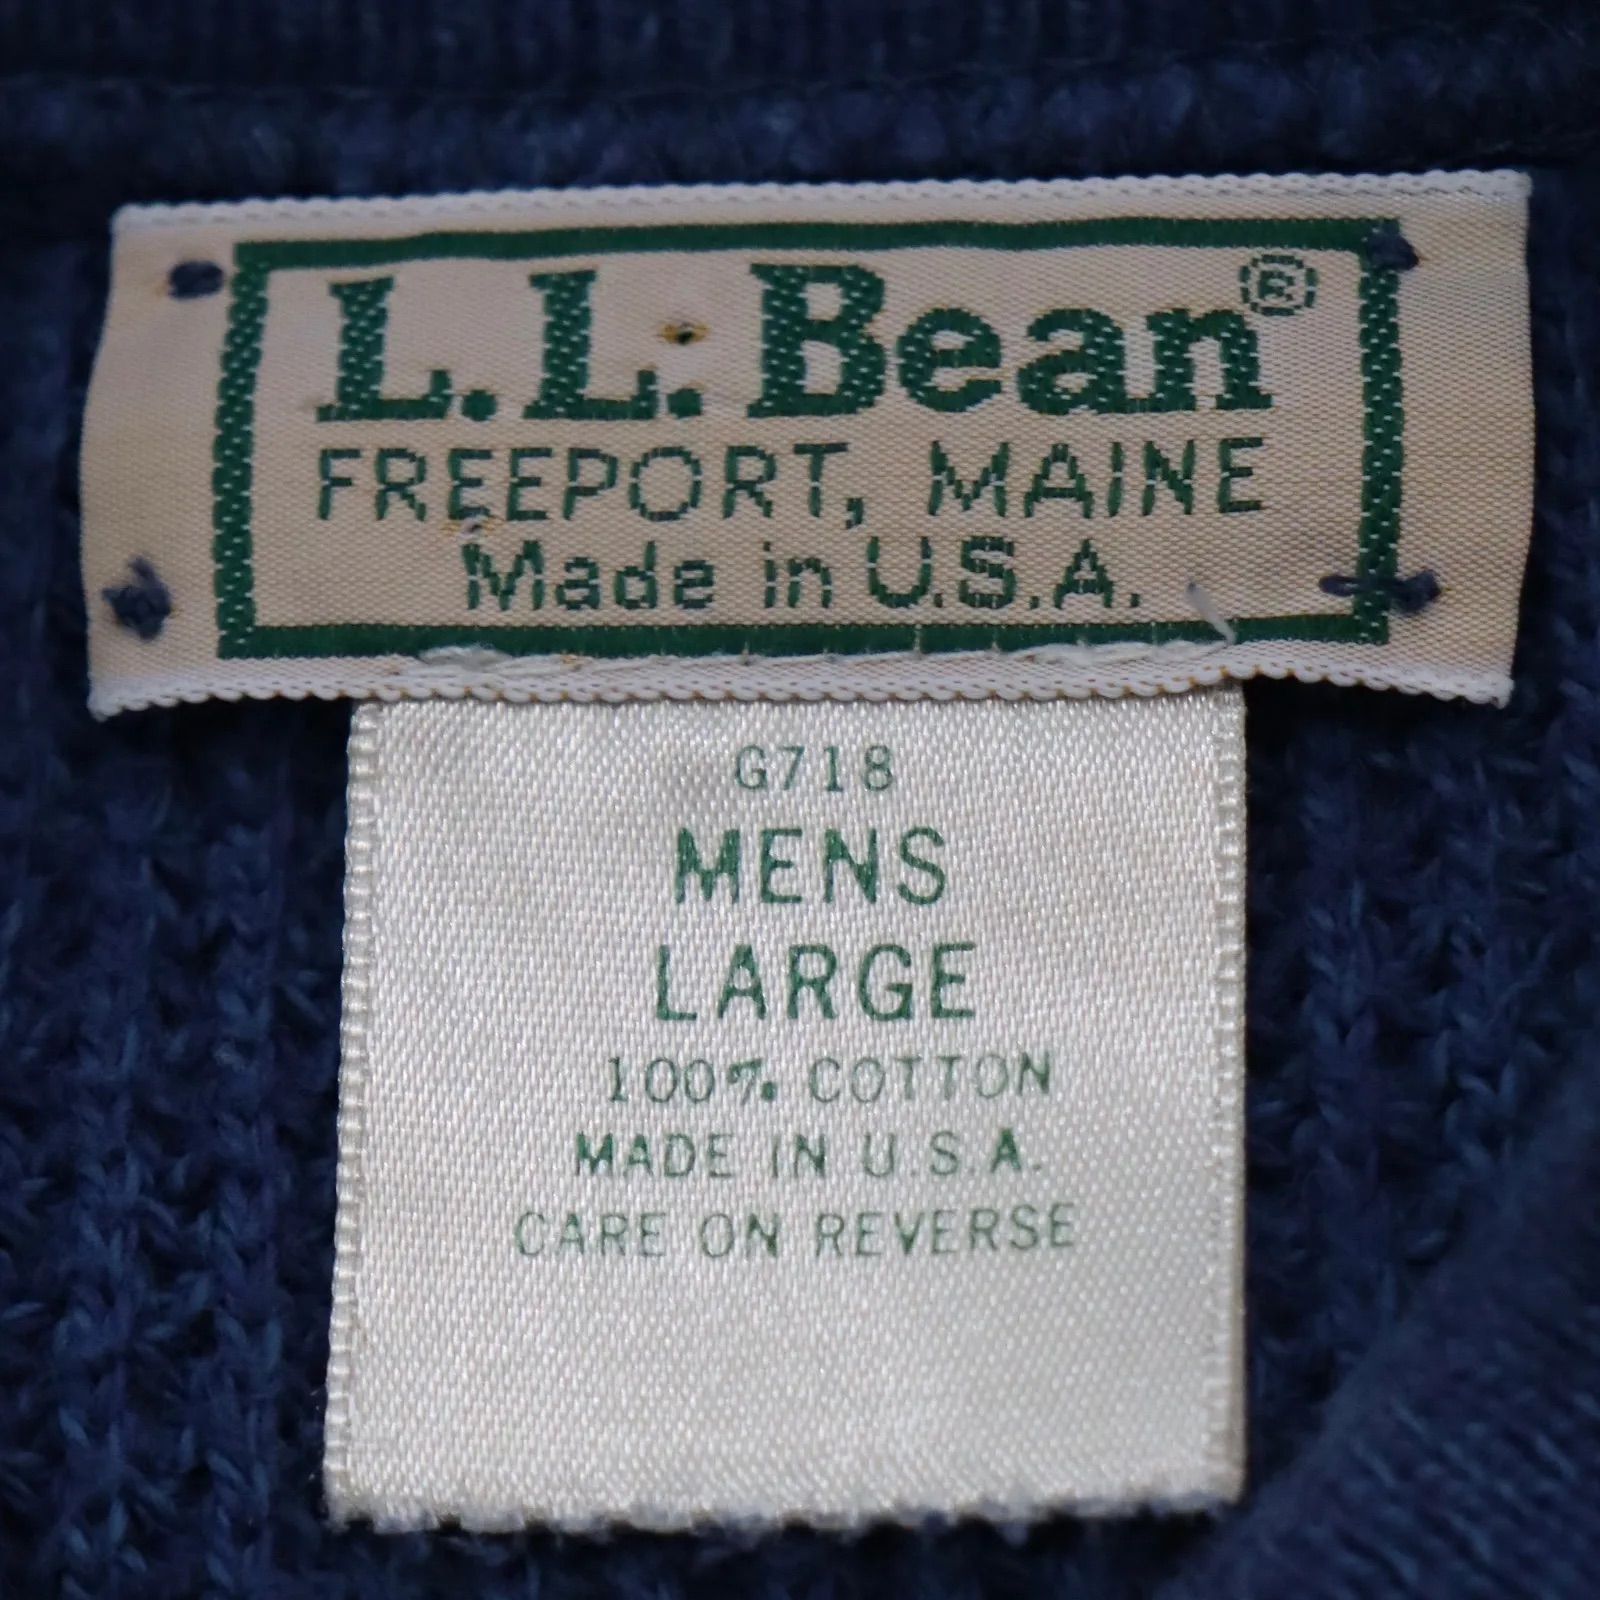 L.L.Bean®
FREEPORT, MAINE
Made in U.S.A.
G718
MENS
LARGE
100% COTTON
MADE IN U.S.A.
CARE ON REVERSE